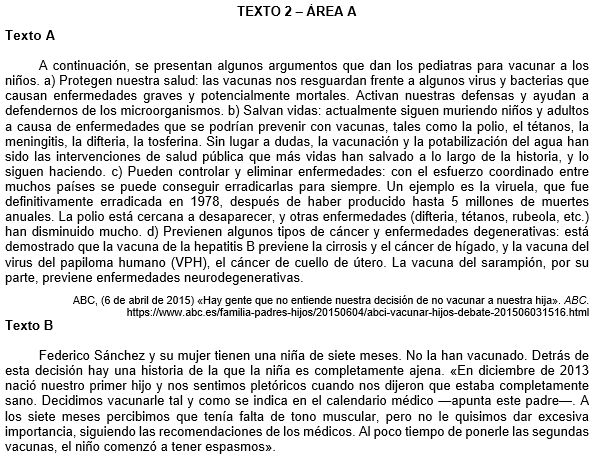 TEXTO 2 – ÁREA A
Texto A
A continuación, se presentan algunos argumentos que dan los pediatras para vacunar a los
niños. a) Protegen nuestra salud: las vacunas nos resguardan frente a algunos virus y bacterias que
causan enfermedades graves y potencialmente mortales. Activan nuestras defensas y ayudan a
defendernos de los microorganismos. b) Salvan vidas: actualmente siguen muriendo niños y adultos
a causa de enfermedades que se podrían prevenir con vacunas, tales como la polio, el tétanos, la
meningitis, la difteria, la tosferina. Sin lugar a dudas, la vacunación y la potabilización del agua han
sido las intervenciones de salud pública que más vidas han salvado a lo largo de la historia, y lo
siguen haciendo. c) Pueden controlar y eliminar enfermedades: con el esfuerzo coordinado entre
muchos países se puede conseguir erradicarlas para siempre. Un ejemplo es la viruela, que fue
definitivamente erradicada en 1978, después de haber producido hasta 5 millones de muertes
anuales. La polio está cercana a desaparecer, y otras enfermedades (difteria, tétanos, rubeola, etc.)
han disminuido mucho. d) Previenen algunos tipos de cáncer y enfermedades degenerativas: está
demostrado que la vacuna de la hepatitis B previene la cirrosis y el cáncer de hígado, y la vacuna del
virus del papiloma humano (VPH), el cáncer de cuello de útero. La vacuna del sarampión, por su
parte, previene enfermedades neurodegenerativas.
ABC, (6 de abril de 2015) «Hay gente que no entiende nuestra decisión de no vacunar a nuestra hija». ABC.
https://www.abc.es/familia-padres-hijos/20150604/abci-vacunar-hijos-debate-201506031516.html
Texto B
Federico Sánchez y su mujer tienen una niña de siete meses. No la han vacunado. Detrás de
esta decisión hay una historia de la que la niña es completamente ajena. «En diciembre de 2013
nació nuestro primer hijo y nos sentimos pletóricos cuando nos dijeron que estaba completamente
sano. Decidimos vacunarle tal y como se indica en el calendario médico —apunta este padre—. A
los siete meses percibimos que tenía falta de tono muscular, pero no le quisimos dar excesiva
importancia, siguiendo las recomendaciones de los médicos. Al poco tiempo de ponerle las segundas
vacunas, el niño comenzó a tener espasmos».